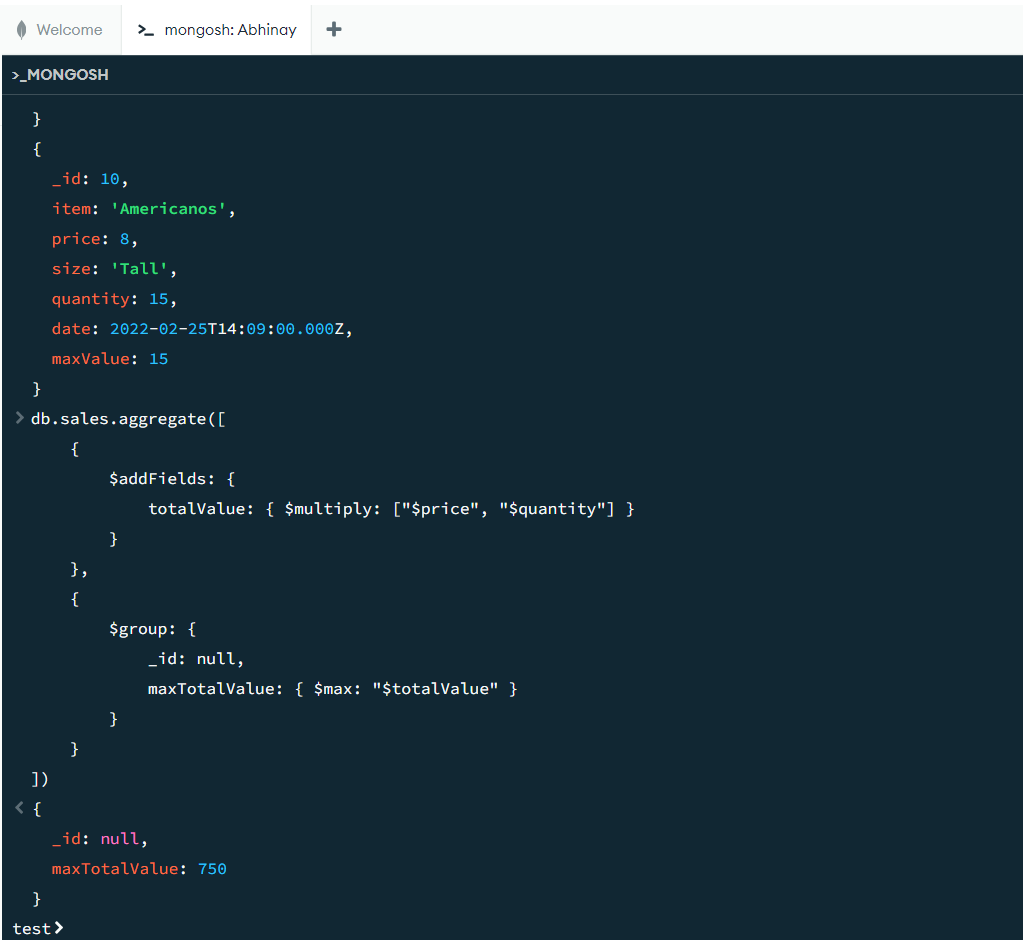 Welcome
>_ mongosh: Abhinay
+
>_MONGOSH
}
{
_id: 10,
item: 'Americanos',
price: 8,
size: 'Tall',
quantity: 15,
date: 2022-02-25T14:09:00.000Z,
maxValue: 15
}
> db.sales.aggregate([
{
$addFields: {
totalValue: { $multiply: ["$price", "$quantity"] }
}
},
{
$group: {
_id: null,
maxTotalValue: { $max: "$totalValue" }
}
}
])
< {
_id: null,
maxTotalValue: 750
}
test>